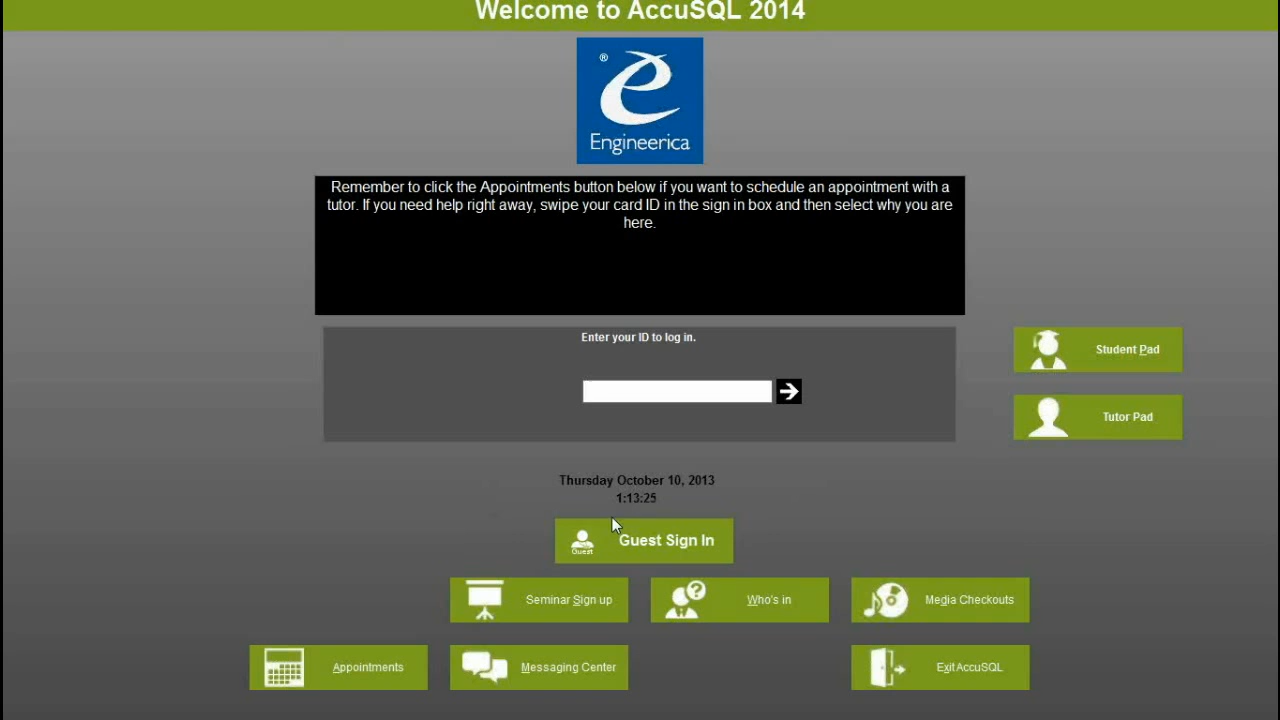 Welcome to AccuSQL 2014
®
Engineerica
Remember to click the Appointments button below if you want to schedule an appointment with a
tutor. If you need help right away, swipe your card ID in the sign in box and then select why you are
here.
Enter your ID to log in.
Student Pad
Tutor Pad
Thursday October 10, 2013
1:13:25
Guest
Guest Sign In
Seminar Sign up
Who's in
Media Checkouts
Appointments
Messaging Center
Exit AccuSQL